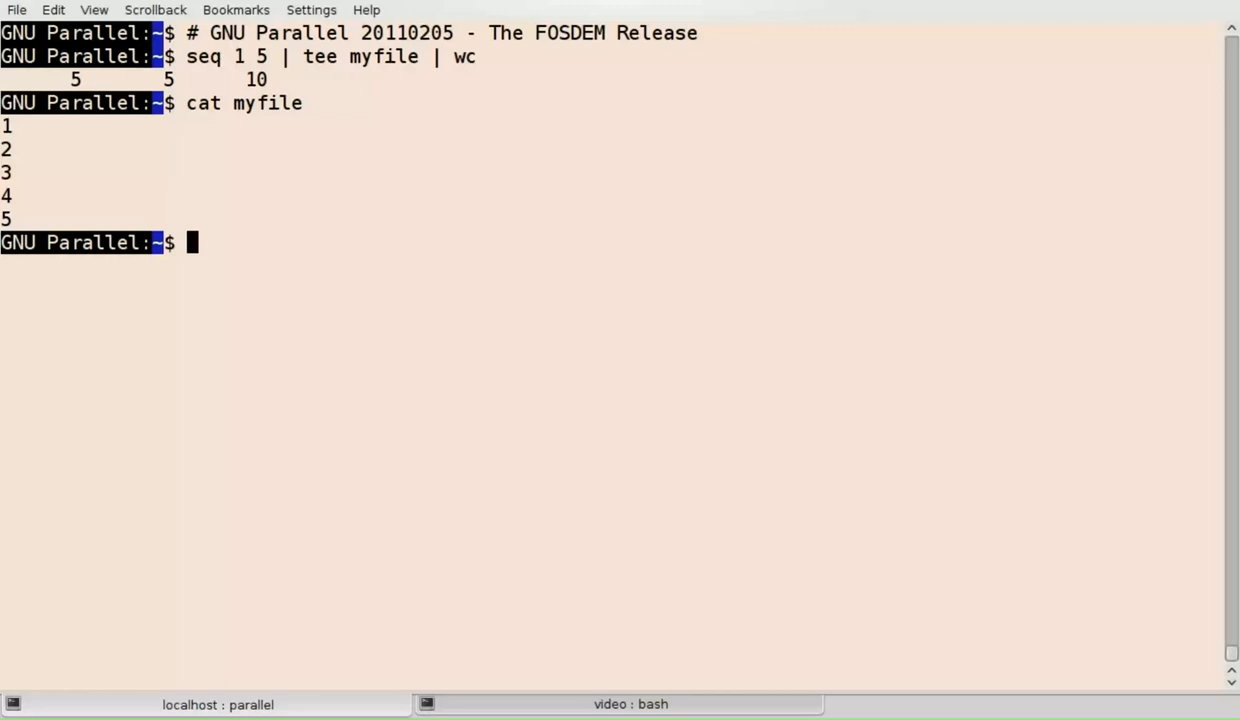 File Edit View Scrollback Bookmarks Settings Help
GNU Parallel:~$ # GNU Parallel 20110205 - The FOSDEM Release
GNU Parallel:~$ seq 1 5 | tee myfile | wc
      5       5      10
GNU Parallel:~$ cat myfile
1
2
3
4
5
GNU Parallel:~$
localhost : parallel video : bash